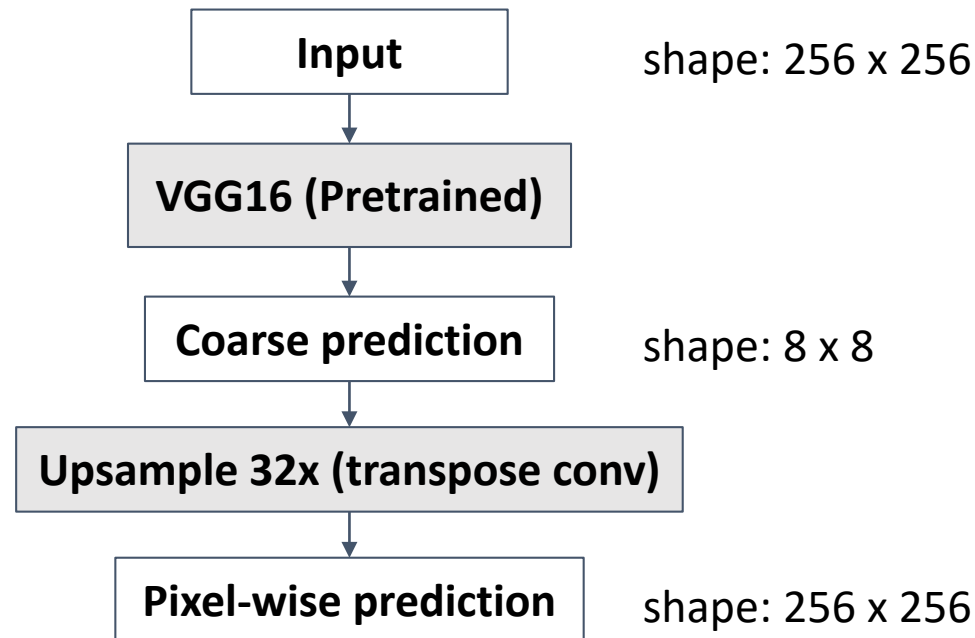 Input
shape: 256 x 256
VGG16 (Pretrained)
Coarse prediction
shape: 8 x 8
Upsample 32x (transpose conv)
Pixel-wise prediction
shape: 256 x 256